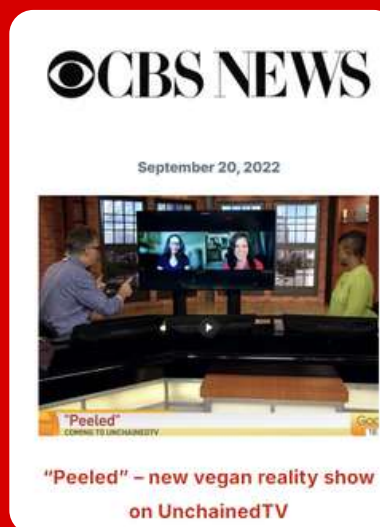 CBS NEWS
September 20, 2022
"Peeled"
COMING TO UNCHAINEDTV
"Peeled" – new vegan reality show
on UnchainedTV